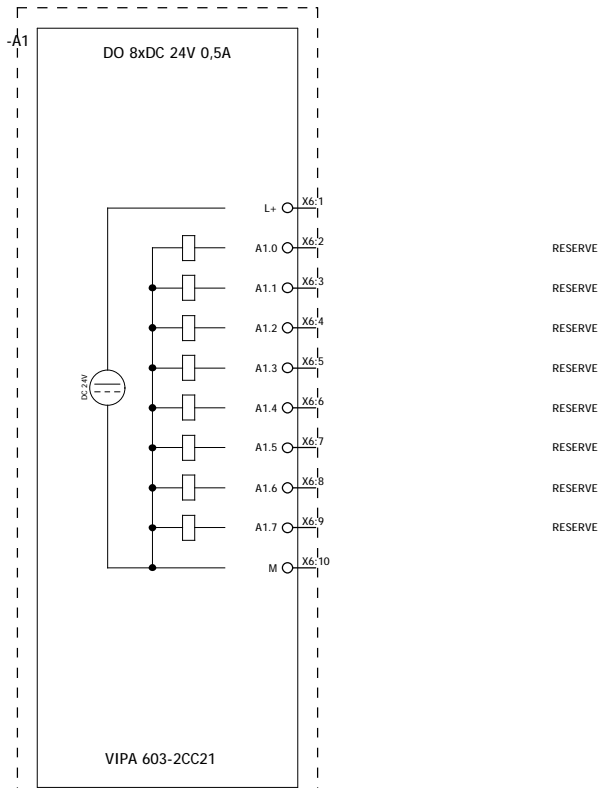 -A1
DO 8xDC 24V 0,5A
L+ X6:1
A1.0 X6:2 RESERVE
A1.1 X6:3 RESERVE
A1.2 X6:4 RESERVE
A1.3 X6:5 RESERVE
DC 24V
A1.4 X6:6 RESERVE
A1.5 X6:7 RESERVE
A1.6 X6:8 RESERVE
A1.7 X6:9 RESERVE
M X6:10
VIPA 603-2CC21